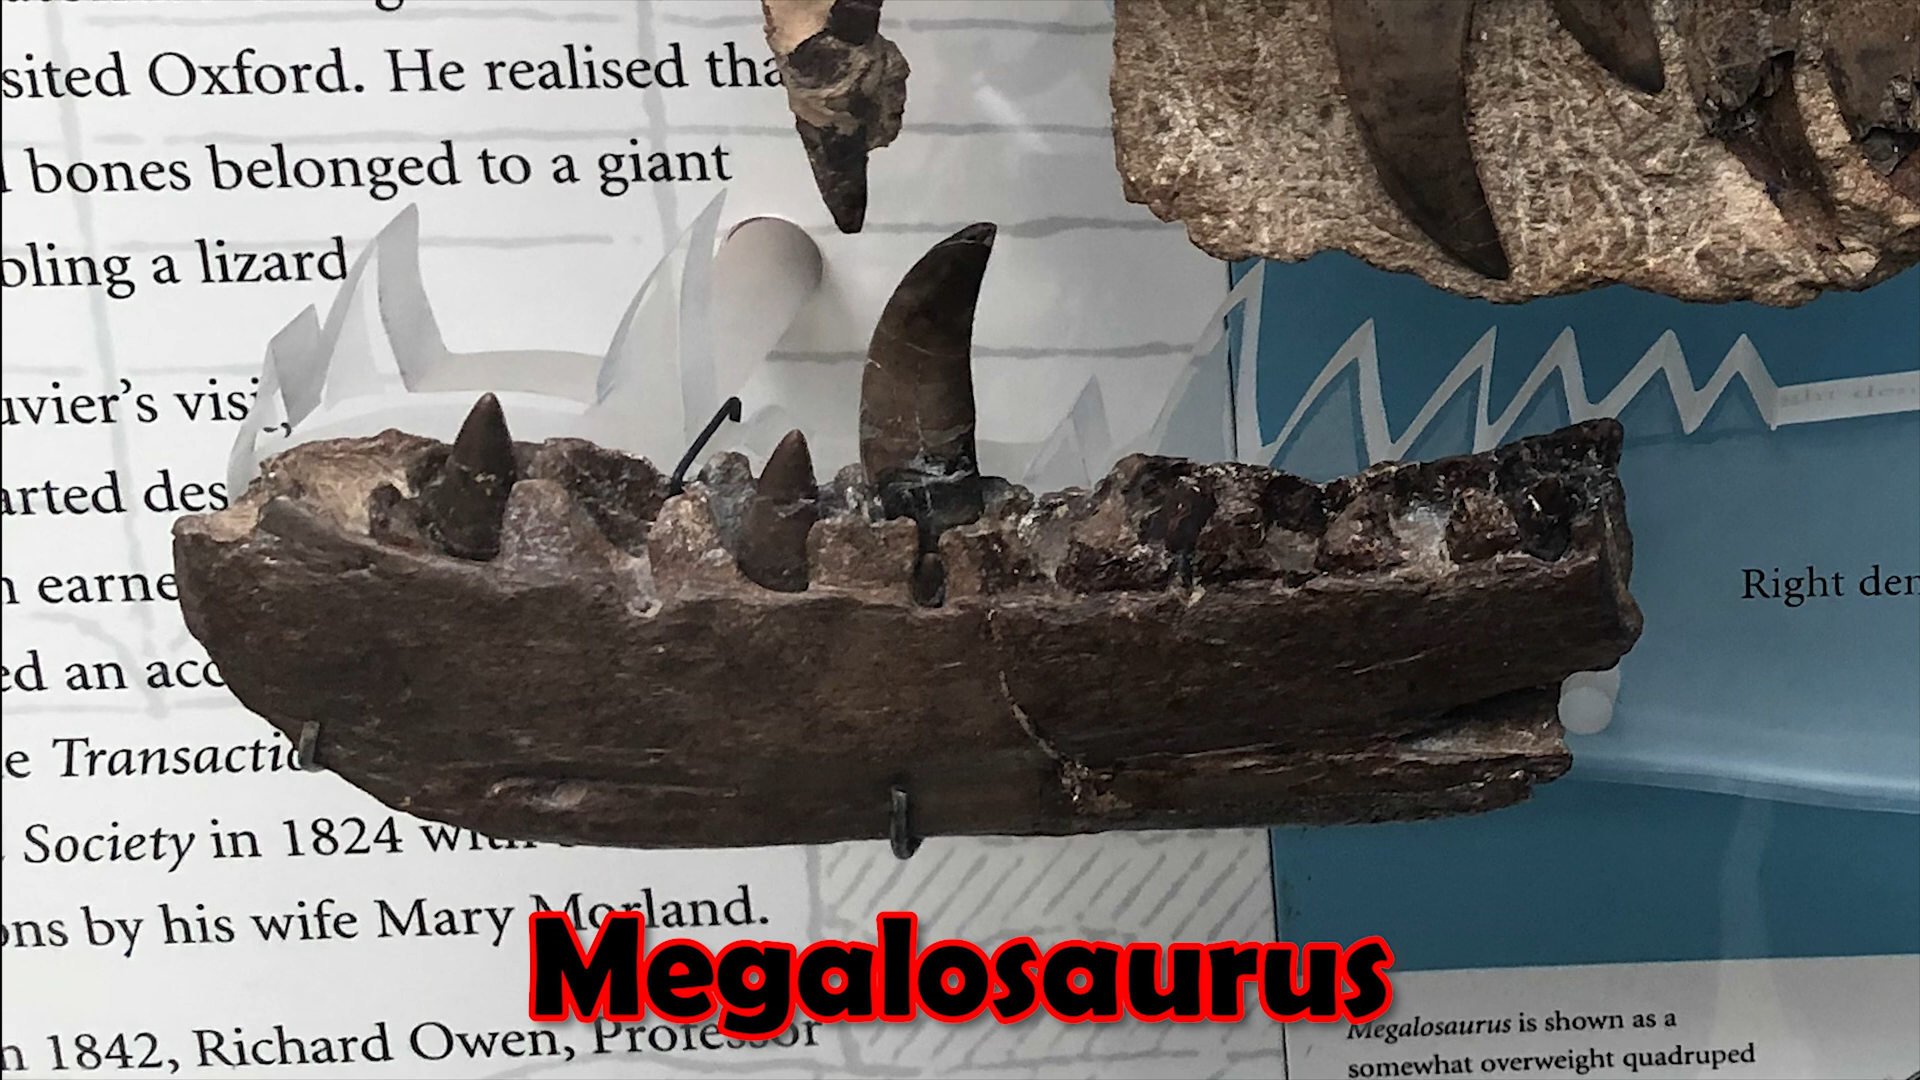 sited Oxford. He realised tha
bones belonged to a giant
bling a lizard
uvier's visi
arted des
n earne
ed an acc
e Transactio
Society in 1824 with
ons by his wife Mary Morland.
n 1842, Richard Owen, Professor
Right den
Megalosaurus
Megalosaurus is shown as a
somewhat overweight quadruped